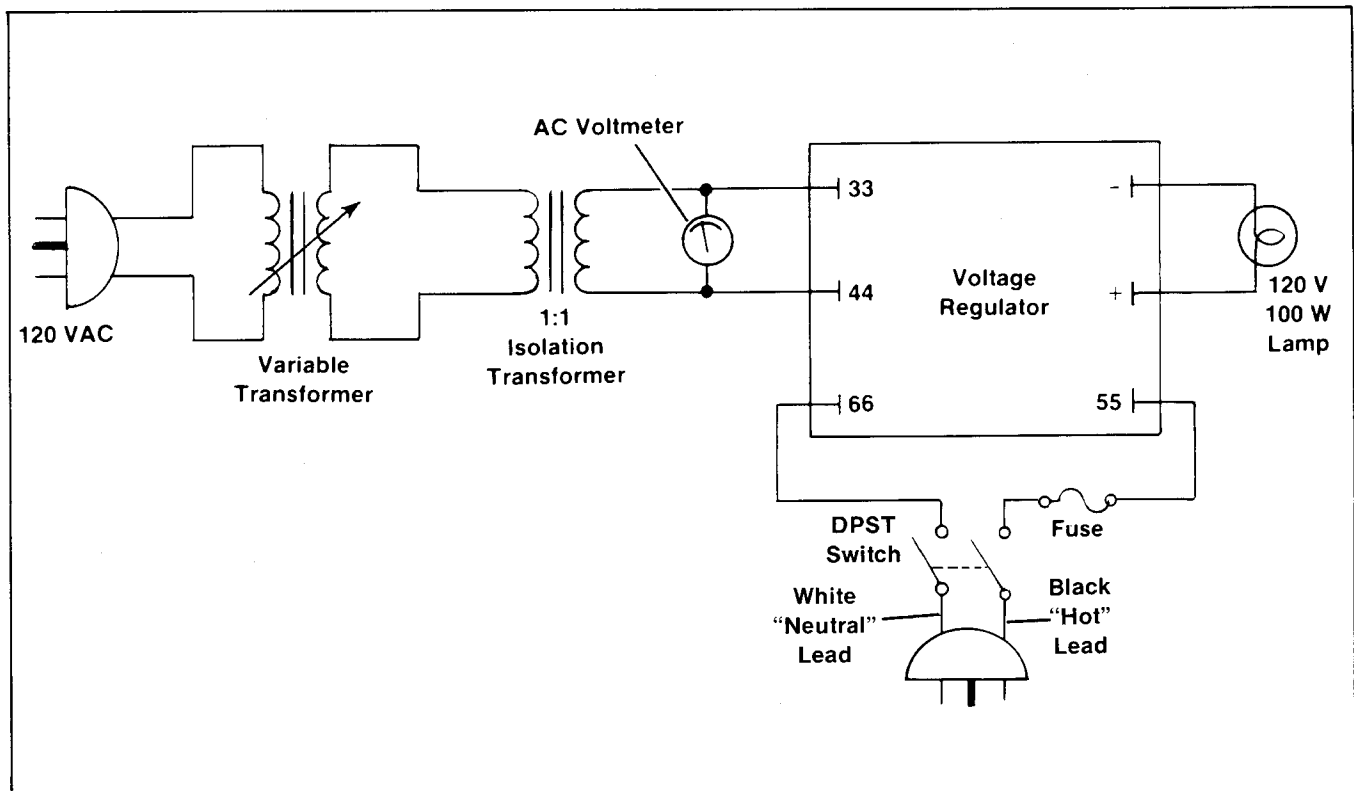 AC Voltmeter
120 VAC
Variable
Transformer
1:1
Isolation
Transformer
33
44
66
Voltage
Regulator
-
+
55
120 V
100 W
Lamp
DPST
Switch
Fuse
White
"Neutral"
Lead
Black
"Hot"
Lead